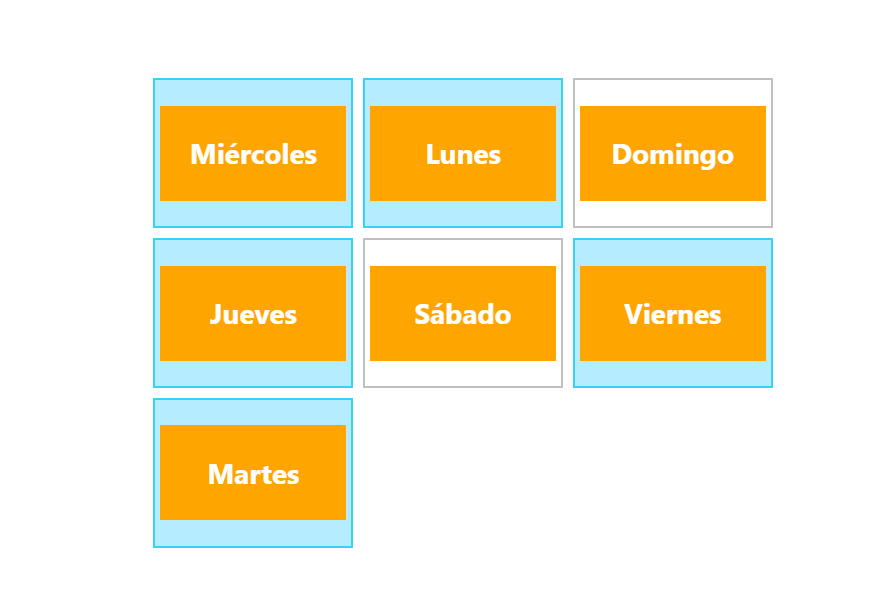 Miércoles
Lunes
Domingo
Jueves
Sábado
Viernes
Martes